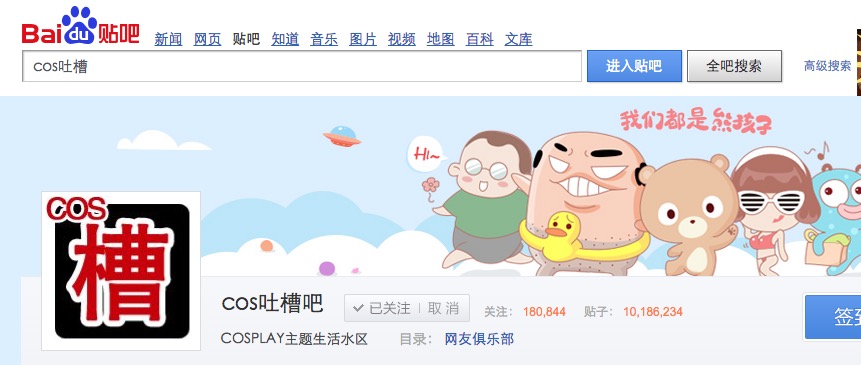 Bai du 贴吧
新闻 网页 贴吧 知道 音乐 图片 视频 地图 百科 文库
cos吐槽 进入贴吧 全吧搜索 高级搜索
我们都是熊孩子
Hi~
COS
槽
cos吐槽吧 已关注 取消 关注: 180,844 贴子: 10,186,234
签到
COSPLAY主题生活水区 目录: 网友俱乐部